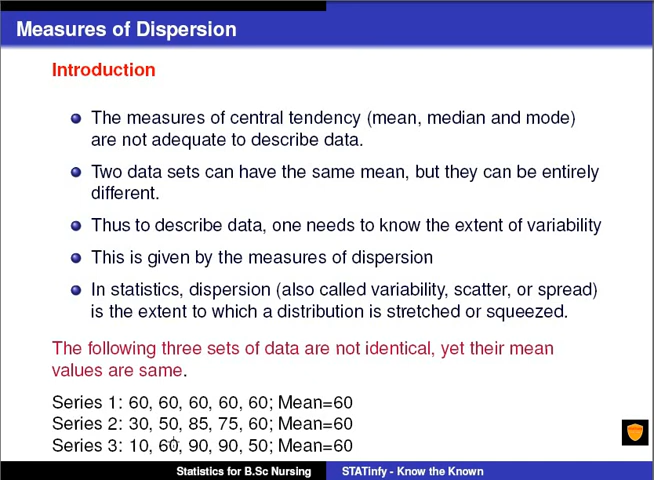 Measures of Dispersion
Introduction
The measures of central tendency (mean, median and mode)
are not adequate to describe data.
Two data sets can have the same mean, but they can be entirely
different.
Thus to describe data, one needs to know the extent of variability
This is given by the measures of dispersion
In statistics, dispersion (also called variability, scatter, or spread)
is the extent to which a distribution is stretched or squeezed.
The following three sets of data are not identical, yet their mean
values are same.
Series 1: 60, 60, 60, 60, 60; Mean=60
Series 2: 30, 50, 85, 75, 60; Mean=60
Series 3: 10, 60, 90, 90, 50; Mean=60
Statistics for B.Sc Nursing STATInfy - Know the Known